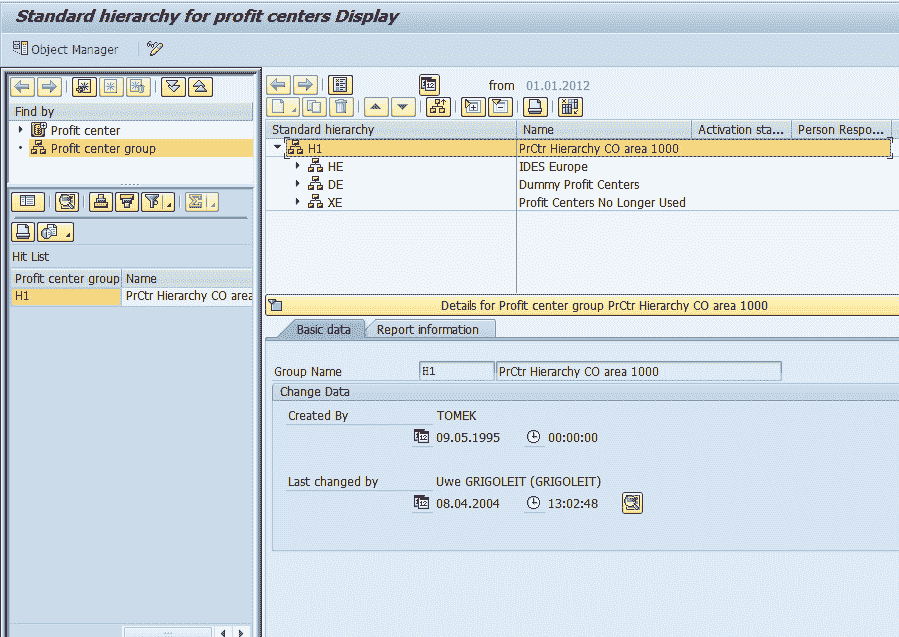 Standard hierarchy for profit centers Display
Object Manager
Find by
Profit center
Profit center group
Hit List
Profit center group Name
H1 PrCtr Hierarchy CO area
from 01.01.2012
Standard hierarchy Name Activation sta... Person Respo...
H1 PrCtr Hierarchy CO area 1000
HE IDES Europe
DE Dummy Profit Centers
XE Profit Centers No Longer Used
Details for Profit center group PrCtr Hierarchy CO area 1000
Basic data Report information
Group Name H1 PrCtr Hierarchy CO area 1000
Change Data
Created By TOMEK
09.05.1995 00:00:00
Last changed by Uwe GRIGOLEIT (GRIGOLEIT)
08.04.2004 13:02:48